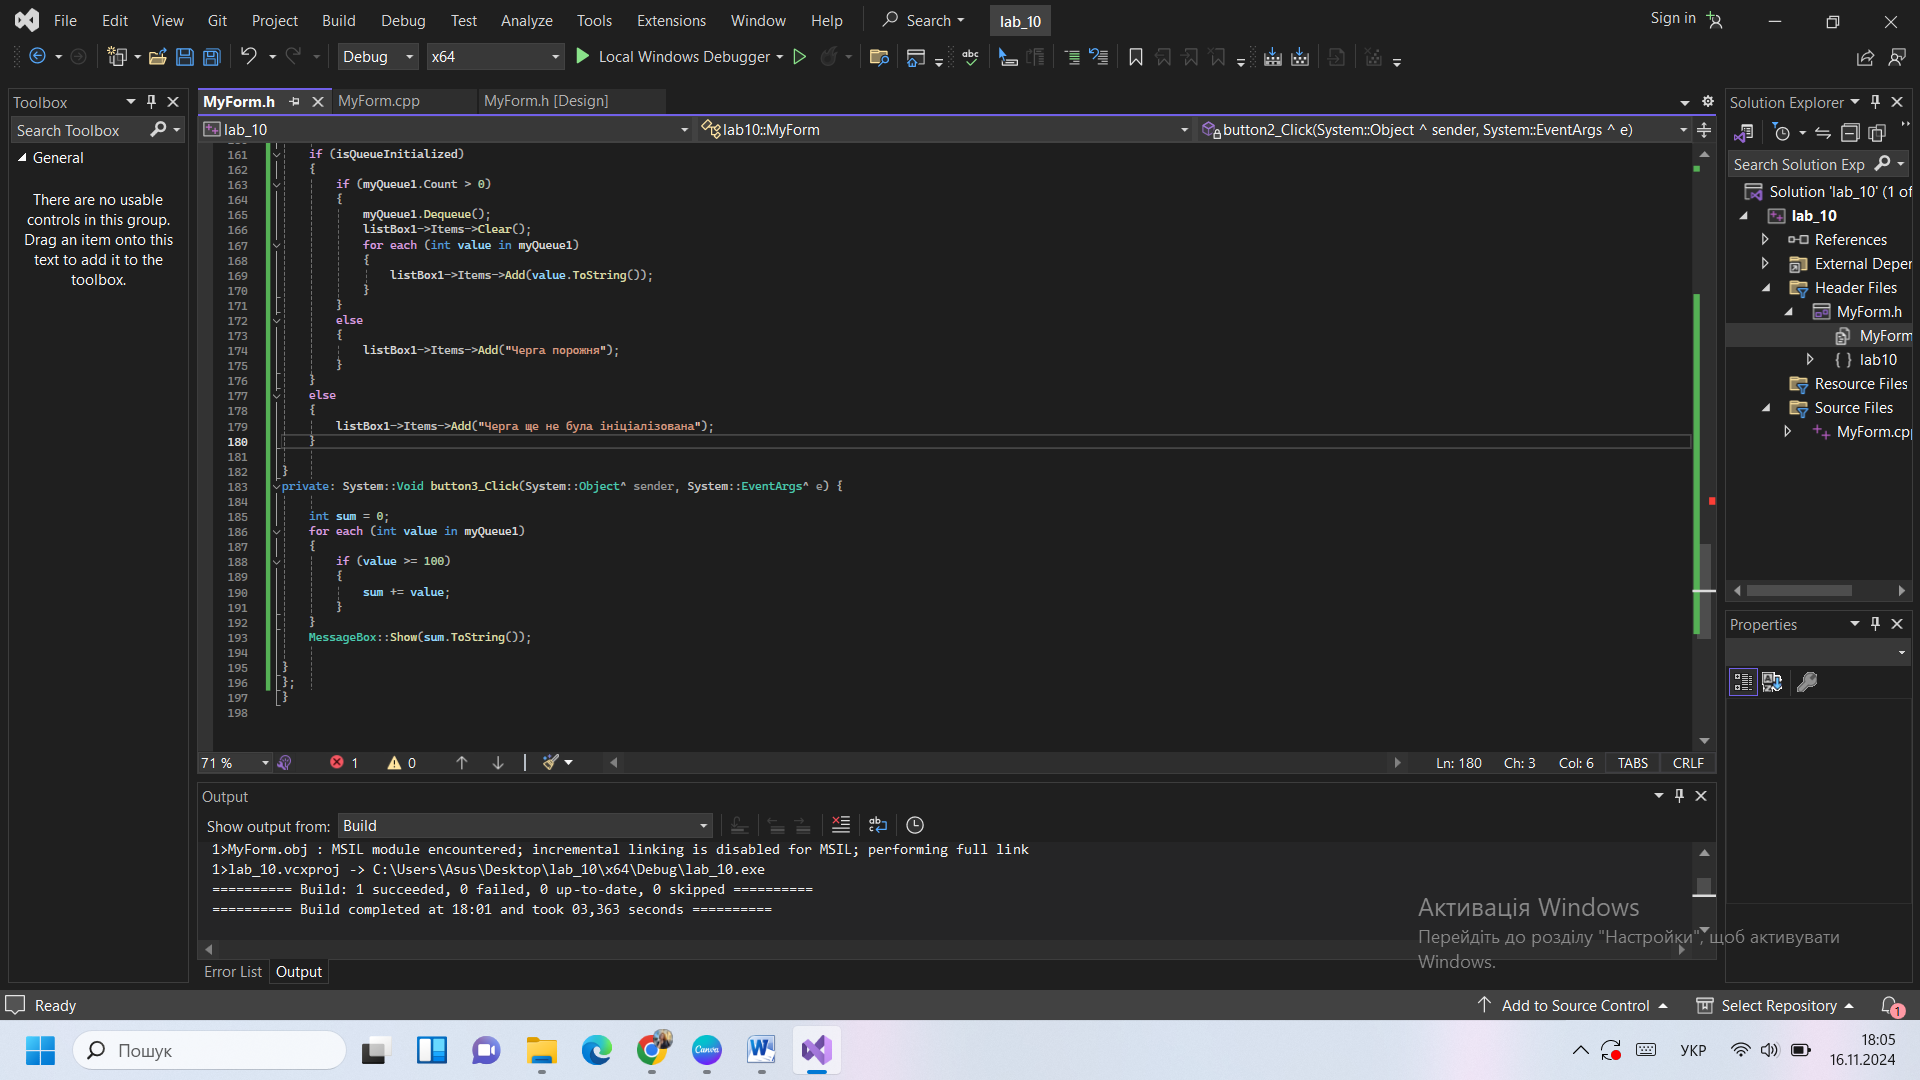 File Edit View Git Project Build Debug Test Analyze Tools Extensions Window Help Search lab_10 Sign in
Debug x64 Local Windows Debugger
Toolbox
Search Toolbox
General
There are no usable
controls in this group.
Drag an item onto this
text to add it to the
toolbox.
MyForm.h MyForm.cpp MyForm.h [Design]
lab_10 lab10::MyForm button2_Click(System::Object ^ sender, System::EventArgs ^ e)
161 if (isQueueInitialized)
162 {
163 if (myQueue1.Count > 0)
164 {
165 myQueue1.Dequeue();
166 listBox1->Items->Clear();
167 for each (int value in myQueue1)
168 {
169 listBox1->Items->Add(value.ToString());
170 }
171 }
172 else
173 {
174 listBox1->Items->Add("Черга порожня");
175 }
176 }
177 else
178 {
179 listBox1->Items->Add("Черга ще не була ініціалізована");
180 }
181
182 }
183 private: System::Void button3_Click(System::Object^ sender, System::EventArgs^ e) {
184
185 int sum = 0;
186 for each (int value in myQueue1)
187 {
188 if (value >= 100)
189 {
190 sum += value;
191 }
192 }
193 MessageBox::Show(sum.ToString());
194
195 }
196 };
197 }
198
71 % 1 0 Ln: 180 Ch: 3 Col: 6 TABS CRLF
Output
Show output from: Build
1>MyForm.obj : MSIL module encountered; incremental linking is disabled for MSIL; performing full link
1>lab_10.vcxproj -> C:\Users\Asus\Desktop\lab_10\x64\Debug\lab_10.exe
========== Build: 1 succeeded, 0 failed, 0 up-to-date, 0 skipped ==========
========== Build completed at 18:01 and took 03,363 seconds ==========
Error List Output
Solution Explorer
Search Solution Exp
Solution 'lab_10' (1 of
lab_10
References
External Deper
Header Files
MyForm.h
MyForm
{ } lab10
Resource Files
Source Files
MyForm.cp
Properties
Активація Windows
Перейдіть до розділу "Настройки", щоб активувати
Windows.
Ready Add to Source Control Select Repository 1
Пошук Canva W УКР 18:05
16.11.2024